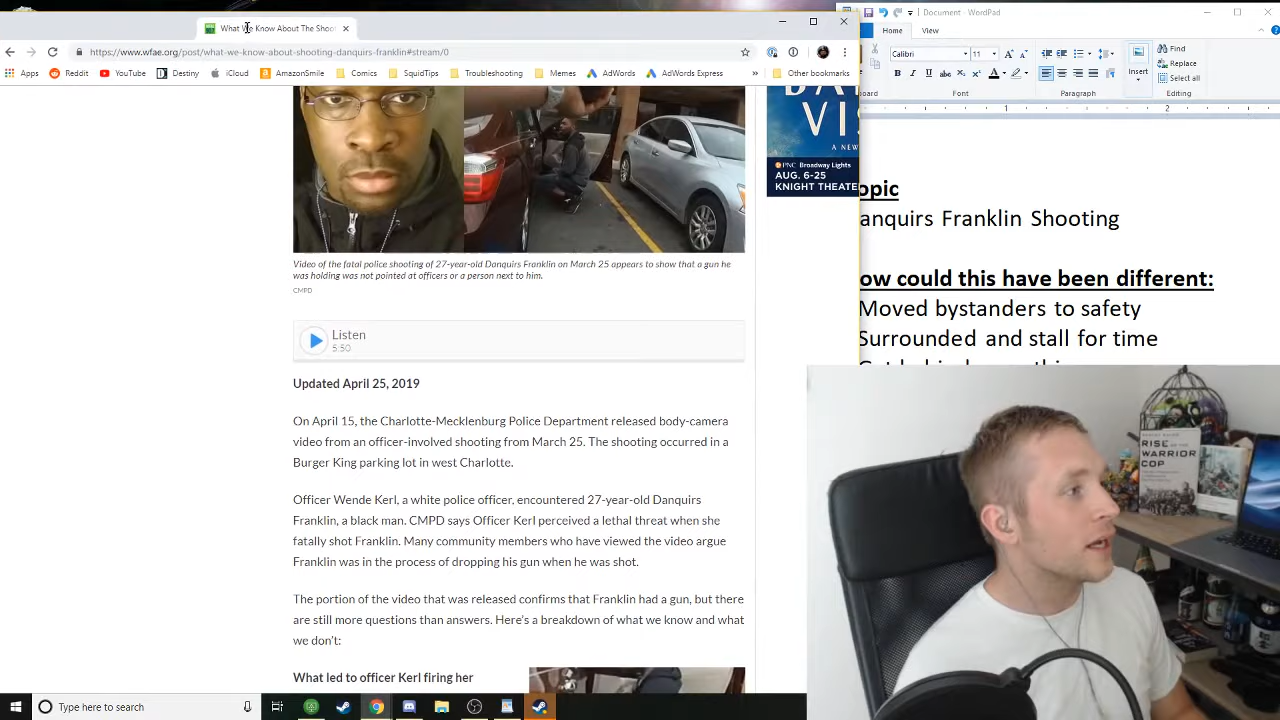 What We Know About The Shoo
https://www.wfae.org/post/what-we-know-about-shooting-danquirs-franklin#stream/0
Apps Reddit YouTube Destiny iCloud AmazonSmile Comics SquidTips Troubleshooting Memes AdWords AdWords Express » Other bookmarks
Video of the fatal police shooting of 27-year-old Danquirs Franklin on March 25 appears to show that a gun he
was holding was not pointed at officers or a person next to him.
CMPD
Listen
5:50
Updated April 25, 2019
On April 15, the Charlotte-Mecklenburg Police Department released body-camera
video from an officer-involved shooting from March 25. The shooting occurred in a
Burger King parking lot in west Charlotte.
Officer Wende Kerl, a white police officer, encountered 27-year-old Danquirs
Franklin, a black man. CMPD says Officer Kerl perceived a lethal threat when she
fatally shot Franklin. Many community members who have viewed the video argue
Franklin was in the process of dropping his gun when he was shot.
The portion of the video that was released confirms that Franklin had a gun, but there
are still more questions than answers. Here's a breakdown of what we know and what
we don't:
What led to officer Kerl firing her
VI
A NEW
PNC Broadway Lights
AUG. 6-25
KNIGHT THEATE
Document - WordPad
Home View
Calibri 11
Find
Replace
Select all
Insert
board Font Paragraph Editing
1 2
opic
anquirs Franklin Shooting
ow could this have been different:
Moved bystanders to safety
Surrounded and stall for time
RISE OF THE
WARRIOR
COP
Type here to search